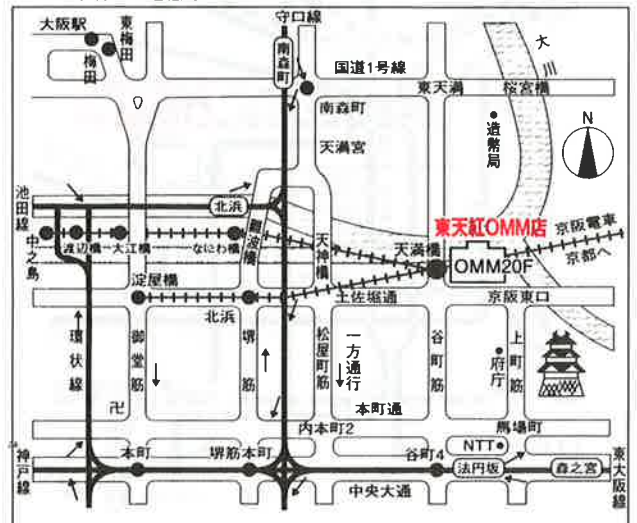 守口線
大阪駅
東梅田
梅田
南森町
国道1号線
大川
東天満
桜宮橋
南森町
造幣局
N
天満宮
池田線
北浜
東天紅OMM店
京阪電車
中之島
渡辺橋
大江橋
なにわ橋
難波橋
天神橋
天満橋
OMM20F
京都へ
淀屋橋
北浜
土佐堀通
京阪東口
環状線
御堂筋
堺筋
松屋町筋
一方通行
谷町筋
上町筋
府庁
卍
本町通
内本町2
馬場町
NTT
神戸線
本町
堺筋本町
谷町4
法円坂
森之宮
東大阪線
中央大通